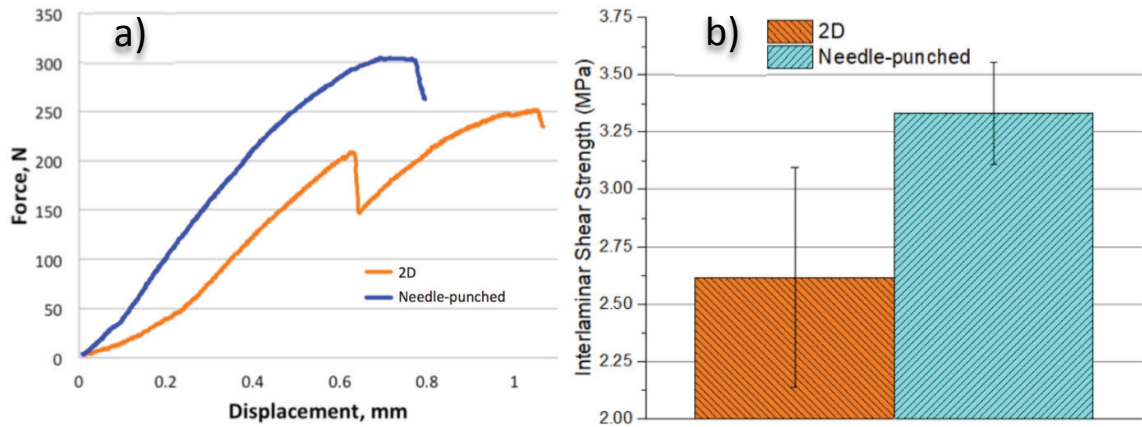 a)
350
300
250
200
150
100
50
0
Force, N
2D
Needle-punched
0 0.2 0.4 0.6 0.8 1
Displacement, mm
b)
2D
Needle-punched
3.75
3.50
3.25
3.00
2.75
2.50
2.25
2.00
Interlaminar Shear Strength (MPa)